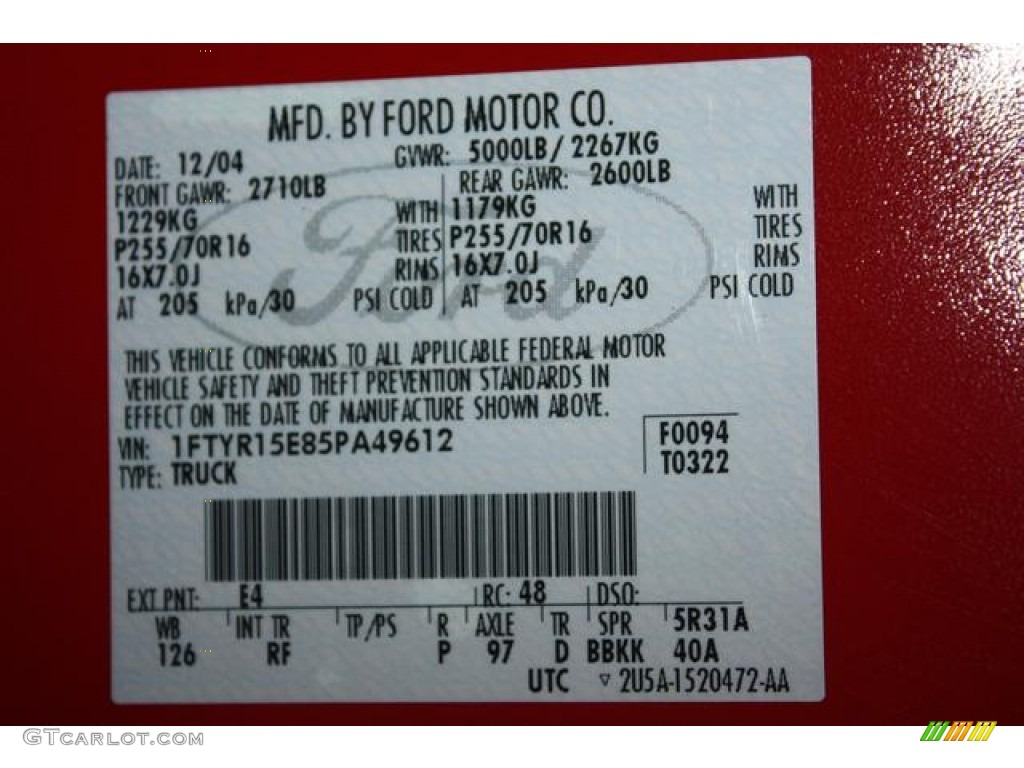 MFD. BY FORD MOTOR CO.
DATE: 12/04 GVWR: 5000LB/ 2267KG
FRONT GAWR: 2710LB REAR GAWR: 2600LB
1229KG WITH 1179KG WITH
P255/70R16 TIRES P255/70R16 TIRES
16X7.0J RIMS 16X7.0J RIMS
AT 205 kPa/30 PSI COLD AT 205 kPa/30 PSI COLD
Ford
THIS VEHICLE CONFORMS TO ALL APPLICABLE FEDERAL MOTOR
VEHICLE SAFETY AND THEFT PREVENTION STANDARDS IN
EFFECT ON THE DATE OF MANUFACTURE SHOWN ABOVE.
VIN: 1FTYR15E85PA49612 F0094
TYPE: TRUCK T0322
EXT PNT: E4 RC: 48 DSO:
WB INT TR TP/PS R AXLE TR SPR 5R31A
126 RF P 97 D BBKK 40A
UTC ▿ 2U5A-1520472-AA
GTCARLOT.COM